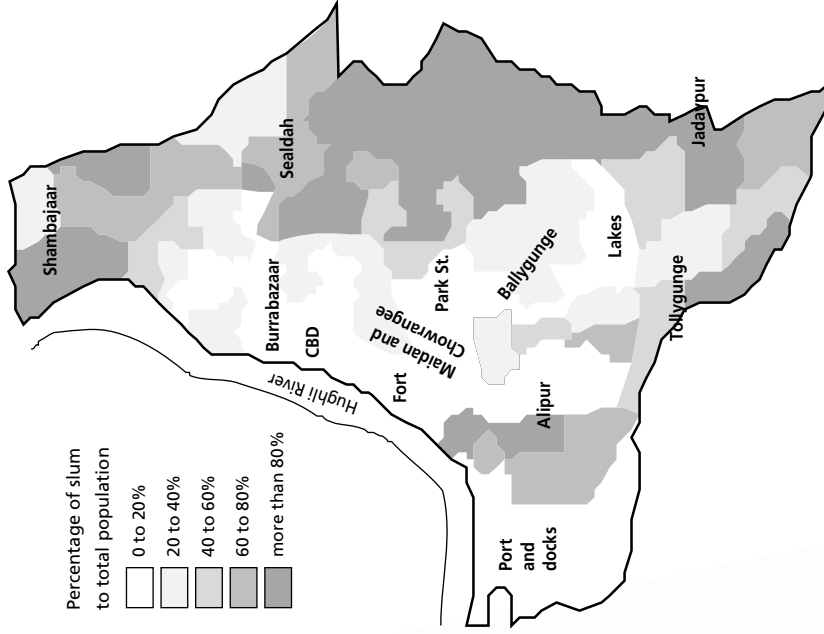 Percentage of slum
to total population
0 to 20%
20 to 40%
40 to 60%
60 to 80%
more than 80%
Shambajaar
Sealdah
Burrabazaar
CBD
Hughli River
Fort
Maidan and
Chowrangee
Park St.
Ballygunge
Lakes
Jadavpur
Tollygunge
Alipur
Port
and
docks